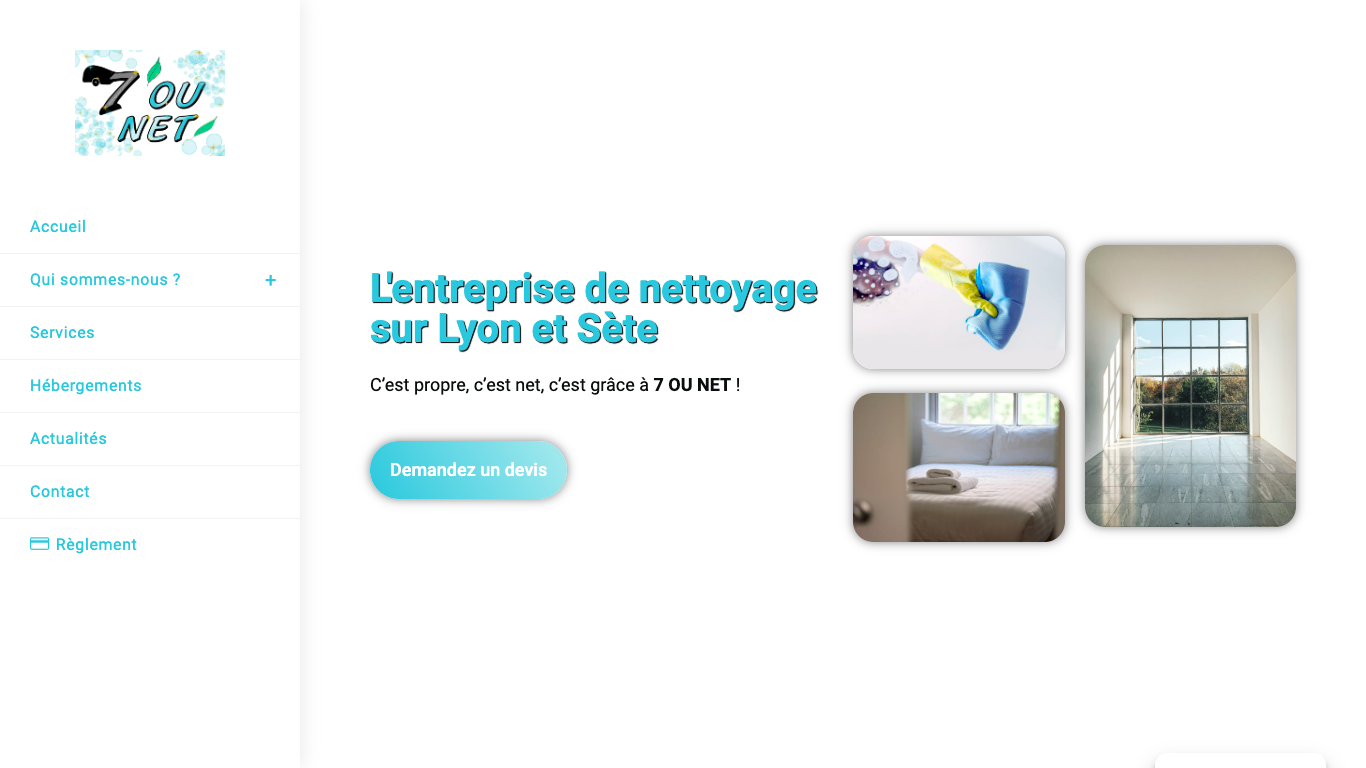 7 'OU
NET
Accueil
Qui sommes-nous ? +
Services
Hébergements
Actualités
Contact
Règlement
L'entreprise de nettoyage
sur Lyon et Sète
C’est propre, c’est net, c’est grâce à 7 OU NET !
Demandez un devis